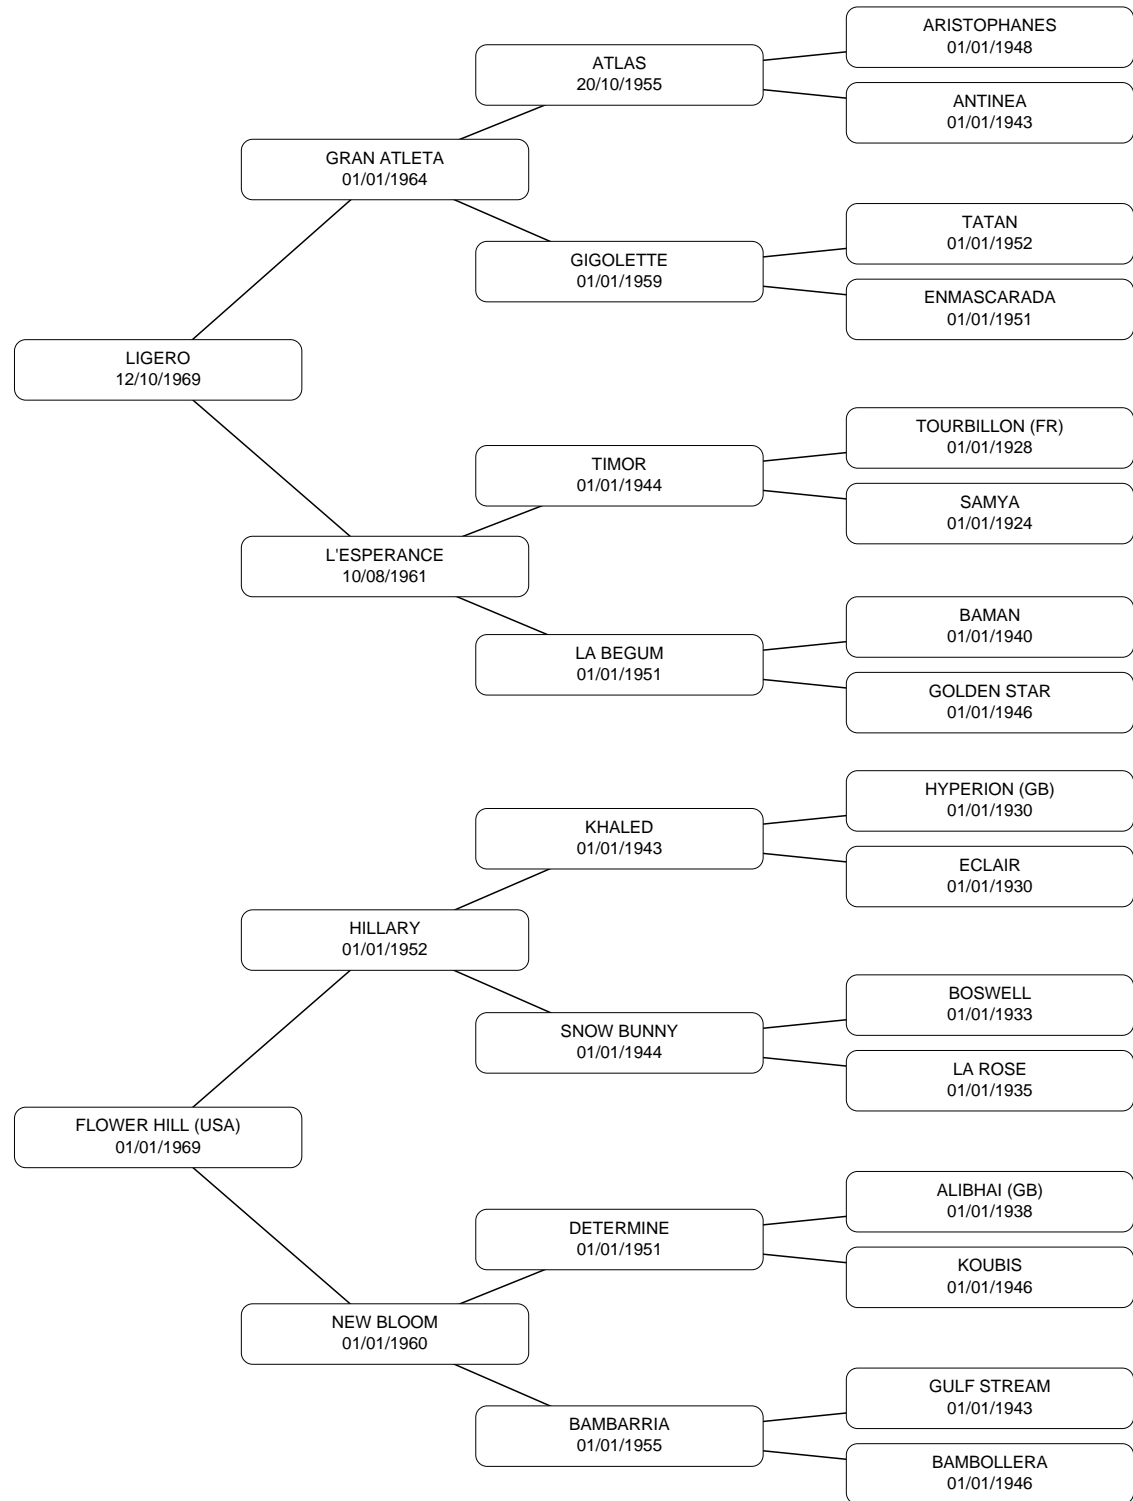 ARISTOPHANES
01/01/1948
ATLAS
20/10/1955
ANTINEA
01/01/1943
GRAN ATLETA
01/01/1964
TATAN
01/01/1952
GIGOLETTE
01/01/1959
ENMASCARADA
01/01/1951
LIGERO
12/10/1969
TOURBILLON (FR)
01/01/1928
TIMOR
01/01/1944
SAMYA
01/01/1924
L'ESPERANCE
10/08/1961
BAMAN
01/01/1940
LA BEGUM
01/01/1951
GOLDEN STAR
01/01/1946
HYPERION (GB)
01/01/1930
KHALED
01/01/1943
ECLAIR
01/01/1930
HILLARY
01/01/1952
BOSWELL
01/01/1933
SNOW BUNNY
01/01/1944
LA ROSE
01/01/1935
FLOWER HILL (USA)
01/01/1969
ALIBHAI (GB)
01/01/1938
DETERMINE
01/01/1951
KOUBIS
01/01/1946
NEW BLOOM
01/01/1960
GULF STREAM
01/01/1943
BAMBARRIA
01/01/1955
BAMBOLLERA
01/01/1946